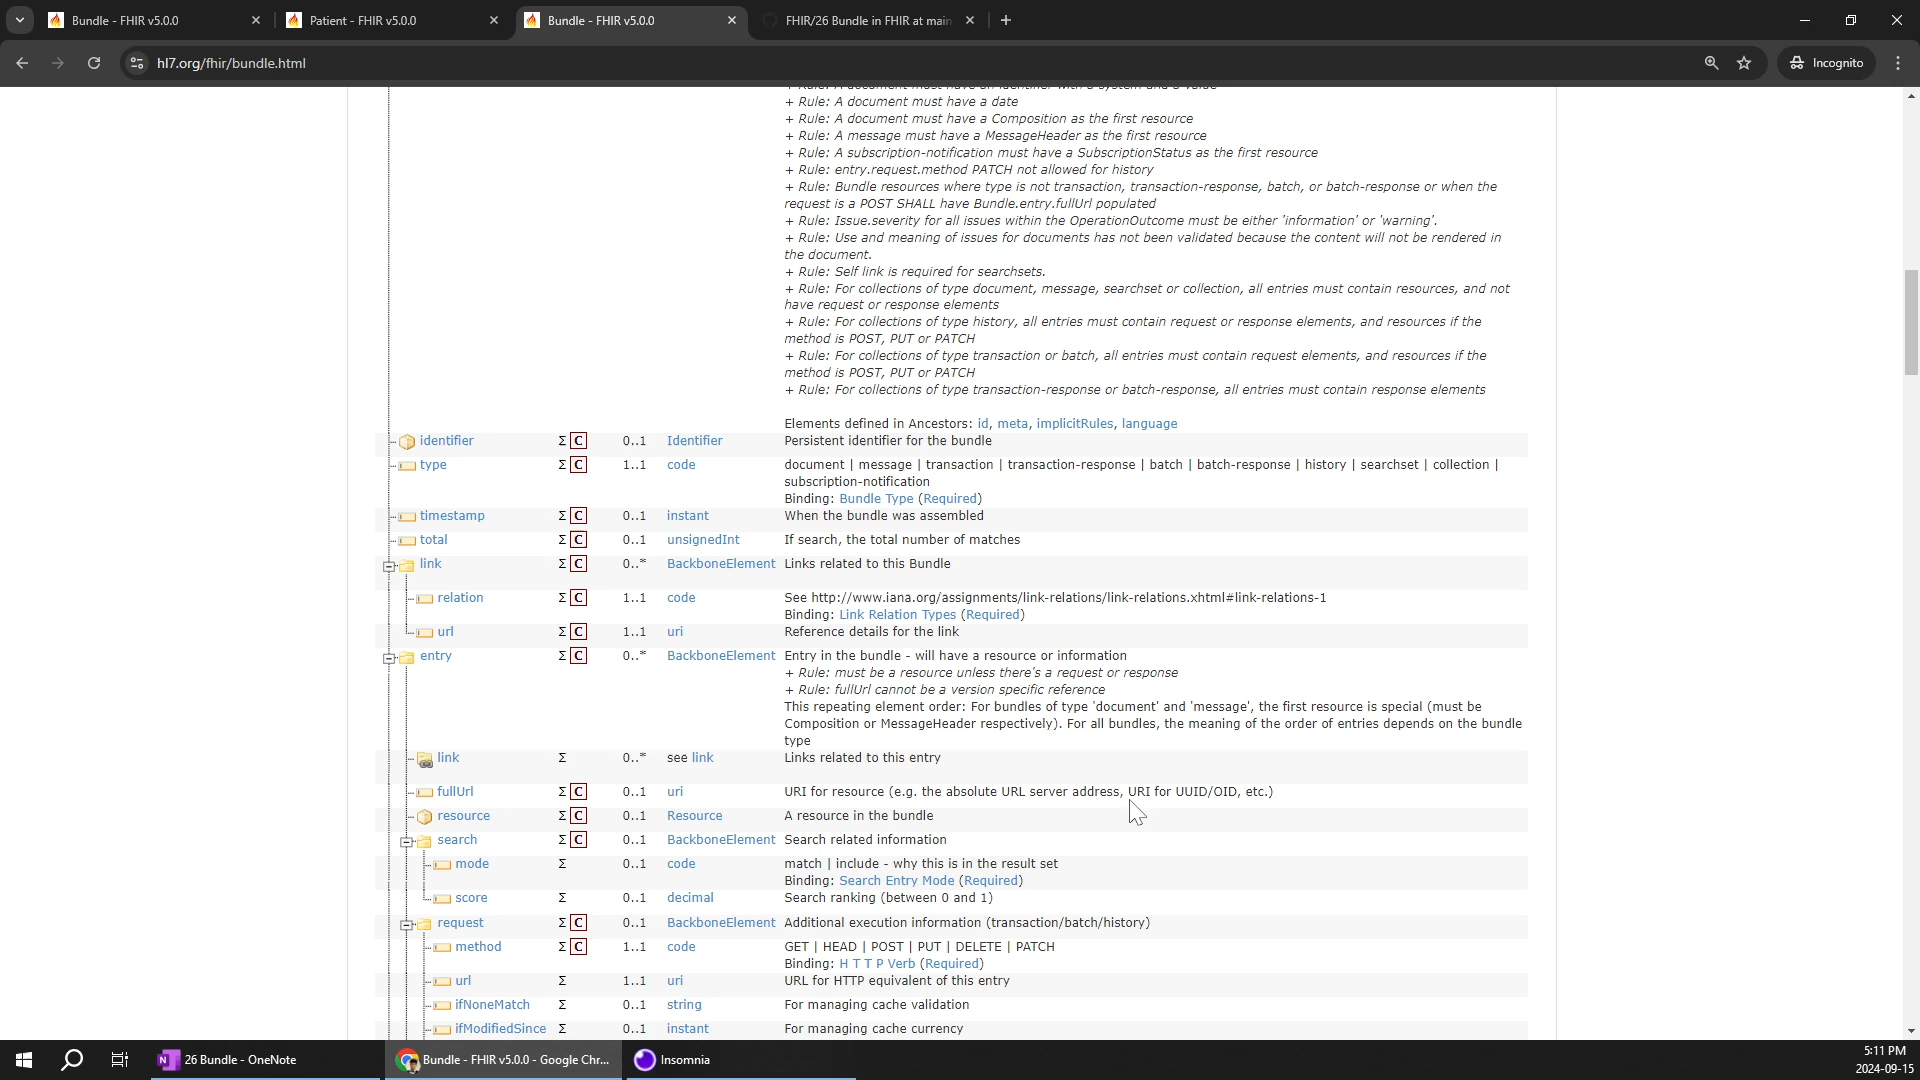 Bundle - FHIR v5.0.0
Patient - FHIR v5.0.0
Bundle - FHIR v5.0.0
FHIR/26 Bundle in FHIR at main
hl7.org/fhir/bundle.html
Incognito
+ Rule: A document must have an identifier with a system and a value
+ Rule: A document must have a date
+ Rule: A document must have a Composition as the first resource
+ Rule: A message must have a MessageHeader as the first resource
+ Rule: A subscription-notification must have a SubscriptionStatus as the first resource
+ Rule: entry.request.method PATCH not allowed for history
+ Rule: Bundle resources where type is not transaction, transaction-response, batch, or batch-response or when the
request is a POST SHALL have Bundle.entry.fullUrl populated
+ Rule: Issue.severity for all issues within the OperationOutcome must be either 'information' or 'warning'.
+ Rule: Use and meaning of issues for documents has not been validated because the content will not be rendered in
the document.
+ Rule: Self link is required for searchsets.
+ Rule: For collections of type document, message, searchset or collection, all entries must contain resources, and not
have request or response elements
+ Rule: For collections of type history, all entries must contain request or response elements, and resources if the
method is POST, PUT or PATCH
+ Rule: For collections of type transaction or batch, all entries must contain request elements, and resources if the
method is POST, PUT or PATCH
+ Rule: For collections of type transaction-response or batch-response, all entries must contain response elements
Elements defined in Ancestors: id, meta, implicitRules, language
identifier Σ C 0..1 Identifier Persistent identifier for the bundle
type Σ C 1..1 code document | message | transaction | transaction-response | batch | batch-response | history | searchset | collection |
subscription-notification
Binding: Bundle Type (Required)
timestamp Σ C 0..1 instant When the bundle was assembled
total Σ C 0..1 unsignedInt If search, the total number of matches
link Σ C 0..* BackboneElement Links related to this Bundle
relation Σ C 1..1 code See http://www.iana.org/assignments/link-relations/link-relations.xhtml#link-relations-1
Binding: Link Relation Types (Required)
url Σ C 1..1 uri Reference details for the link
entry Σ C 0..* BackboneElement Entry in the bundle - will have a resource or information
+ Rule: must be a resource unless there's a request or response
+ Rule: fullUrl cannot be a version specific reference
This repeating element order: For bundles of type 'document' and 'message', the first resource is special (must be
Composition or MessageHeader respectively). For all bundles, the meaning of the order of entries depends on the bundle
type
link Σ 0..* see link Links related to this entry
fullUrl Σ C 0..1 uri URI for resource (e.g. the absolute URL server address, URI for UUID/OID, etc.)
resource Σ C 0..1 Resource A resource in the bundle
search Σ C 0..1 BackboneElement Search related information
mode Σ 0..1 code match | include - why this is in the result set
Binding: Search Entry Mode (Required)
score Σ 0..1 decimal Search ranking (between 0 and 1)
request Σ C 0..1 BackboneElement Additional execution information (transaction/batch/history)
method Σ C 1..1 code GET | HEAD | POST | PUT | DELETE | PATCH
Binding: H T T P Verb (Required)
url Σ 1..1 uri URL for HTTP equivalent of this entry
ifNoneMatch Σ 0..1 string For managing cache validation
ifModifiedSince Σ 0..1 instant For managing cache currency
26 Bundle - OneNote
Bundle - FHIR v5.0.0 - Google Chr...
Insomnia
5:11 PM
2024-09-15